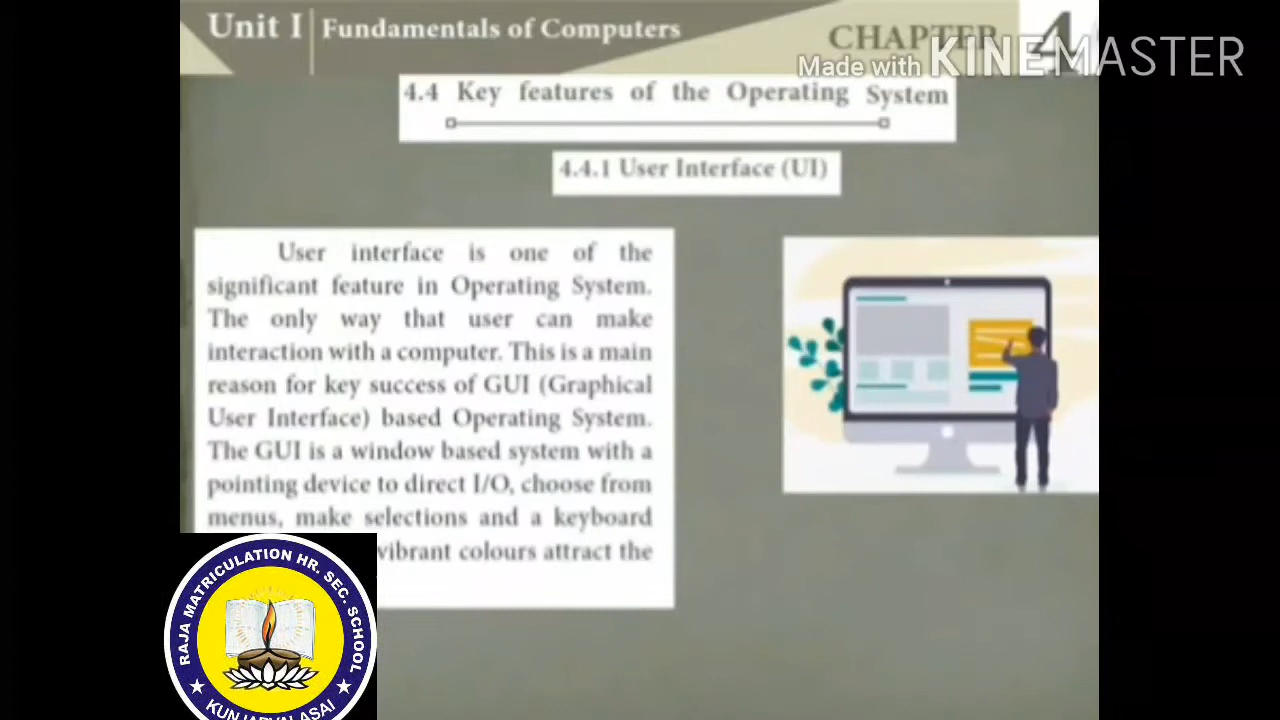 Unit I Fundamentals of Computers
CHAPTER 4
Made with KINEMASTER
4.4 Key features of the Operating System
4.4.1 User Interface (UI)
User interface is one of the
significant feature in Operating System.
The only way that user can make
interaction with a computer. This is a main
reason for key success of GUI (Graphical
User Interface) based Operating System.
The GUI is a window based system with a
pointing device to direct I/O, choose from
menus, make selections and a keyboard
vibrant colours attract the
RAJA MATRICULATION HR. SEC. SCHOOL